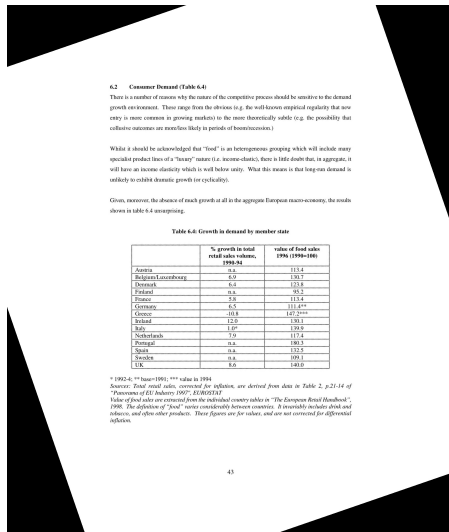 6.2 Consumer Demand (Table 6.4)
There is a number of reasons why the nature of the competitive process should be sensitive to the demand
growth environment. These range from the obvious (e.g. the well-known empirical regularity that new
entry is more common in growing markets) to the more theoretically subtle (e.g. the possibility that
collusive outcomes are more/less likely in periods of boom/recession.)
Whilst it should be acknowledged that "food" is an heterogeneous grouping which will include many
specialist product lines of a "luxury" nature (i.e. income-elastic), there is little doubt that, in aggregate, it
will have an income elasticity which is well below unity. What this means is that long-run demand is
unlikely to exhibit dramatic growth (or cyclicality).
Given, moreover, the absence of much growth at all in the aggregate European macro-economy, the results
shown in table 6.4 unsurprising.
Table 6.4: Growth in demand by member state
% growth in total retail sales volume, 1990-94 value of food sales 1996 (1990=100)
Austria n.a. 113.4
Belgium/Luxembourg 6.9 130.7
Denmark 6.4 123.8
Finland n.a. 95.2
France 5.8 113.4
Germany 6.5 111.4**
Greece -10.8 147.2***
Ireland 12.0 130.1
Italy 1.0* 139.9
Netherlands 7.9 117.4
Portugal n.a. 180.3
Spain n.a. 132.5
Sweden n.a. 109.1
UK 8.6 140.0
* 1992-4; ** base=1991; *** value in 1994
Sources: Total retail sales, corrected for inflation, are derived from data in Table 2, p.21-14 of
"Panorama of EU Industry 1997", EUROSTAT
Value of food sales are extracted from the individual country tables in "The European Retail Handbook",
1998. The definition of "food" varies considerably between countries. It invariably includes drink and
tobacco, and often other products. These figures are for values, and are not corrected for differential
inflation.
43